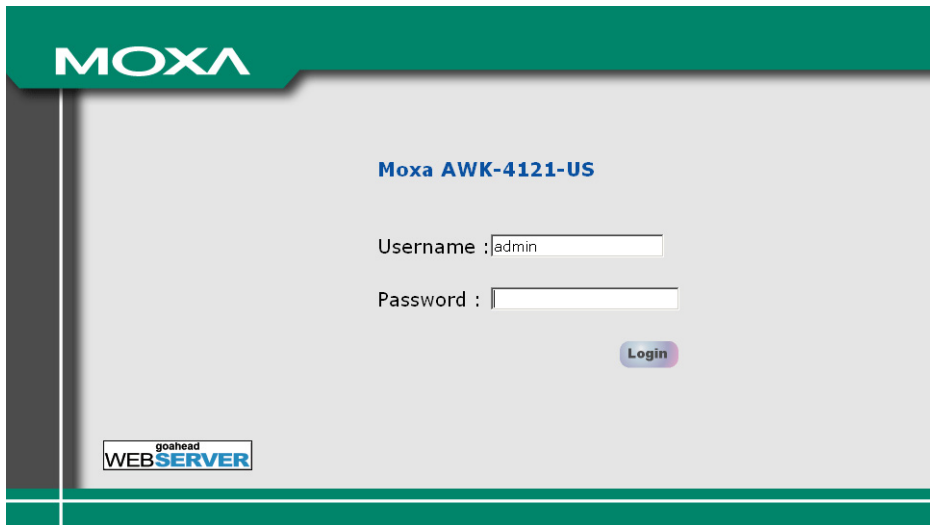 MOXA
Moxa AWK-4121-US
Username : admin
Password :
Login
goahead
WEBSERVER